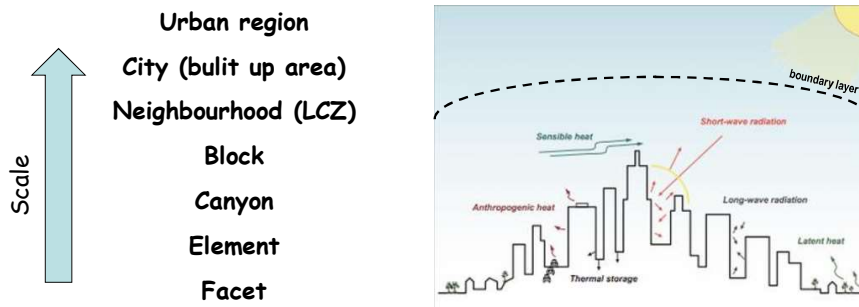 Urban region
City (bulit up area)
Neighbourhood (LCZ)
Block
Canyon
Element
Facet
Scale
boundary layer
Short-wave radiation
Sensible heat
Long-wave radiation
Anthropogenic heat
Latent heat
Thermal storage